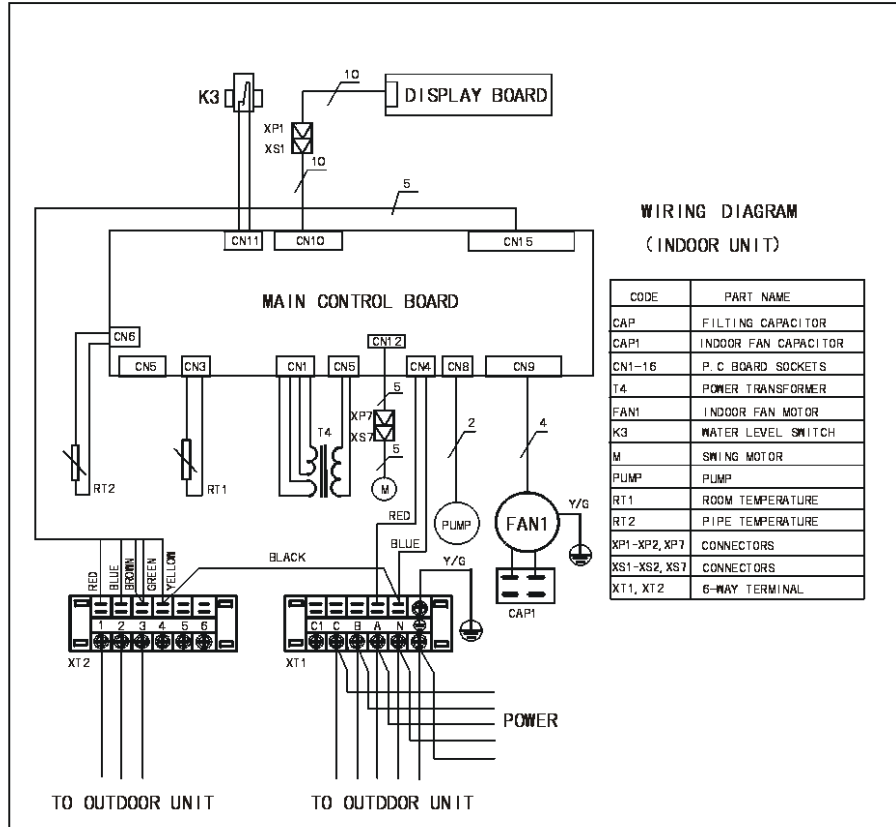 10
10
K3
DISPLAY BOARD
XP1
XS1
10
5
WIRING DIAGRAM
(INDOOR UNIT)
CN11
CN10
CN15
MAIN CONTROL BOARD
CN6
CN12
CN5
CN3
CN1
CN5
CN4
CN8
CN9
CODE PART NAME
CAP FILTING CAPACITOR
CAP1 INDOOR FAN CAPACITOR
CN1-16 P.C BOARD SOCKETS
T4 POWER TRANSFORMER
FAN1 INDOOR FAN MOTOR
K3 WATER LEVEL SWITCH
M SWING MOTOR
PUMP PUMP
RT1 ROOM TEMPERATURE
RT2 PIPE TEMPERATURE
XP1-XP2,XP7 CONNECTORS
XS1-XS2,XS7 CONNECTORS
XT1,XT2 6-WAY TERMINAL
5
XP7
XS7
T4
2
4
5
RT2
RT1
M
RED
PUMP
FAN1
Y/G
RED
BLUE
BROWN
GREEN
YELLOW
BLACK
BLUE
Y/G
CAP1
1 2 3 4 5 6
C1 C B A N
XT2
XT1
POWER
TO OUTDOOR UNIT
TO OUTDDOR UNIT